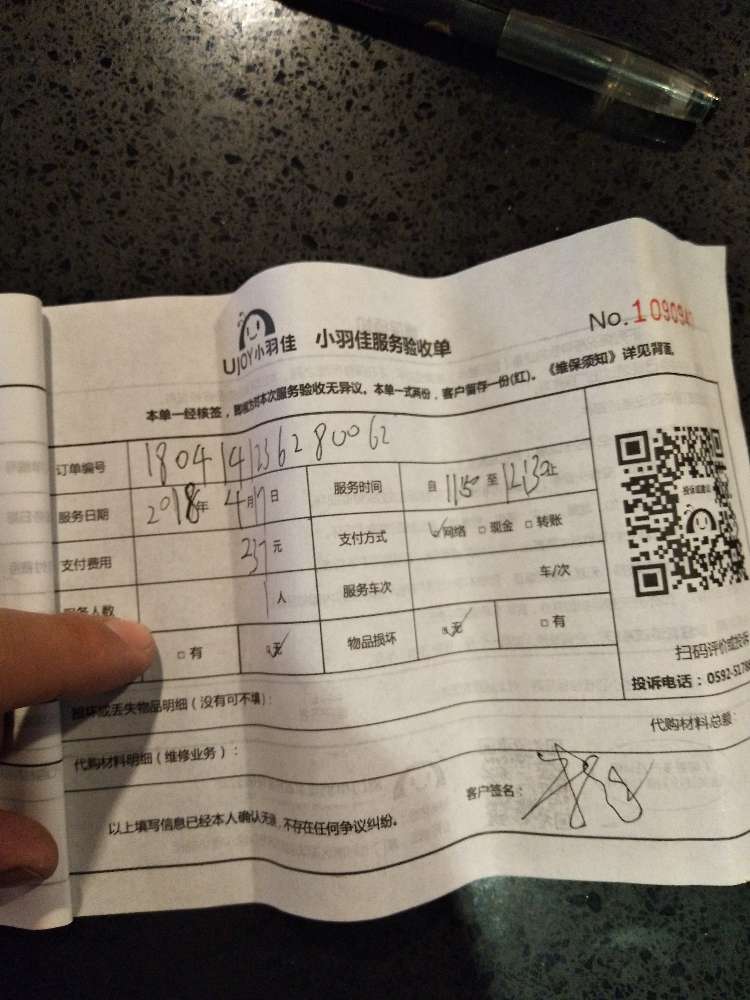 UJOY小羽佳 小羽佳服务验收单 No.109094
本单一经核签，对本次服务验收无异议。本单一式两份，客户留存一份(红)。《维保须知》详见背面
订单编号 1804141236280062
服务日期 2018年4月17日 服务时间 自11:50至12:30止
支付费用 237元 支付方式 网络 现金 转账
服务人数 1人 服务车次 车/次
有 无 物品损坏 无 有
投诉或建议
扫码评价或投诉
投诉电话：0592-5178
损坏或丢失物品明细（没有可不填）：
代购材料明细（维修业务）： 代购材料总额：
以上填写信息已经本人确认无误，不存在任何争议纠纷。 客户签名：